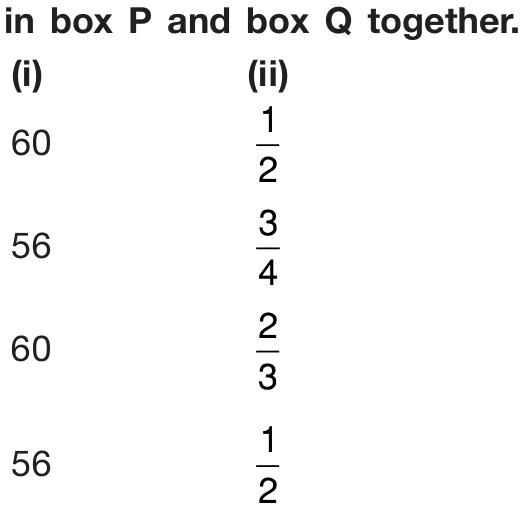 in box P and box Q together.
(i) (ii)
60 1/2
56 3/4
60 2/3
56 1/2